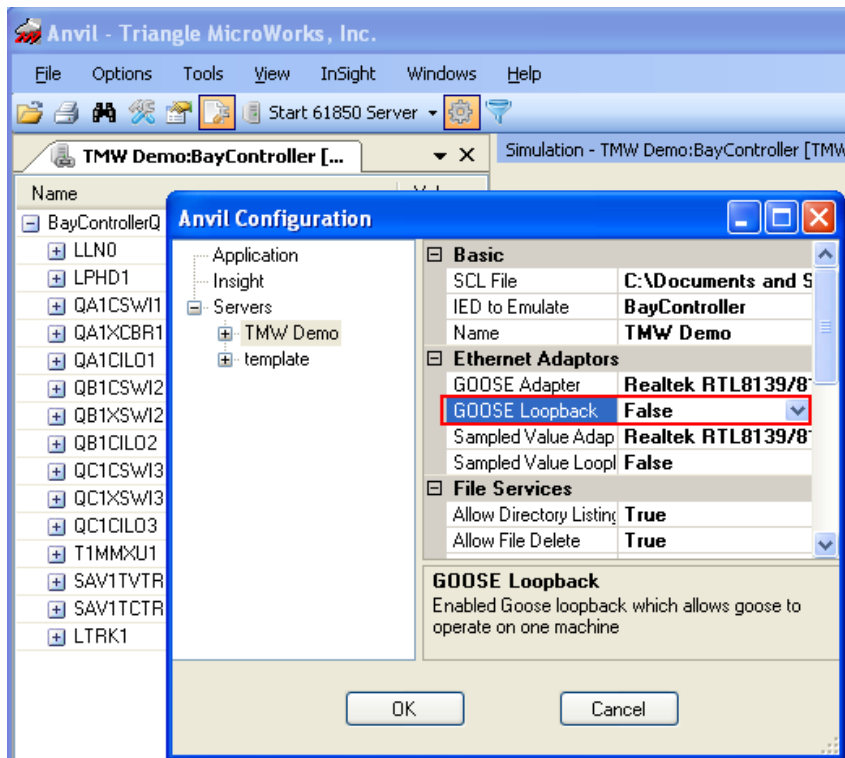 Anvil - Triangle MicroWorks, Inc.
File Options Tools View InSight Windows Help
Start 61850 Server
TMW Demo:BayController [...
Simulation - TMW Demo:BayController [TMW
Name
BayControllerQ
LLN0
LPHD1
QA1CSWI1
QA1XCBR1
QA1CILO1
QB1CSWI2
QB1XSWI2
QB1CILO2
QC1CSWI3
QC1XSWI3
QC1CILO3
T1MMXU1
SAV1TVTR
SAV1TCTR
LTRK1
Anvil Configuration
Application
Insight
Servers
TMW Demo
template
Basic
SCL File C:\Documents and S
IED to Emulate BayController
Name TMW Demo
Ethernet Adaptors
GOOSE Adapter Realtek RTL8139/8
GOOSE Loopback False
Sampled Value Adap Realtek RTL8139/8
Sampled Value Loopl False
File Services
Allow Directory Listing True
Allow File Delete True
GOOSE Loopback
Enabled Goose loopback which allows goose to
operate on one machine
OK Cancel